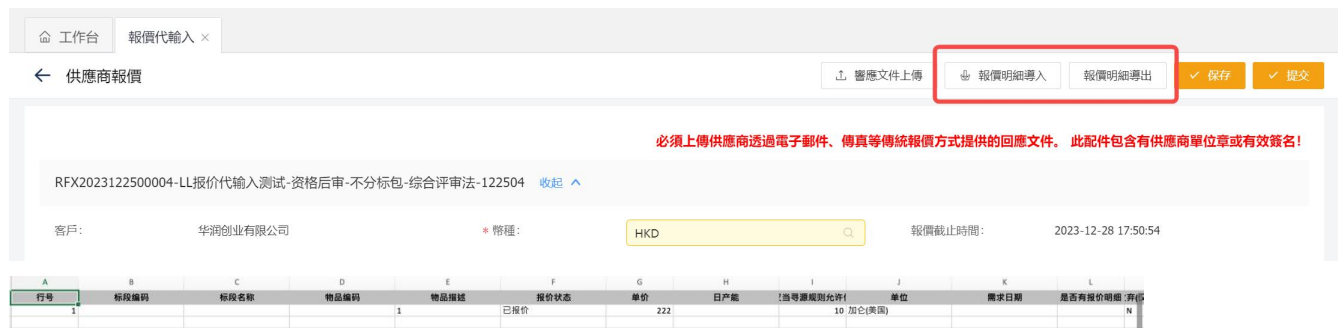 工作台 報價代輸入 ×
供應商報價 響應文件上傳 報價明細導入 報價明細導出 保存 提交
必須上傳供應商透過電子郵件、傳真等傳統報價方式提供的回應文件。 此配件包含有供應商單位章或有效簽名!
RFX2023122500004-LL报价代输入测试-资格后审-不分标包-综合评审法-122504 收起
客戶: 华润创业有限公司 * 幣種: HKD 報價截止時間: 2023-12-28 17:50:54
A B C D E F G H I J K L
行号 标段编码 标段名称 物品编码 物品描述 报价状态 单价 日产能 当寻源规则允许 单位 需求日期 是否有报价明细
1 1 已报价 222 10 加仑(美国) N